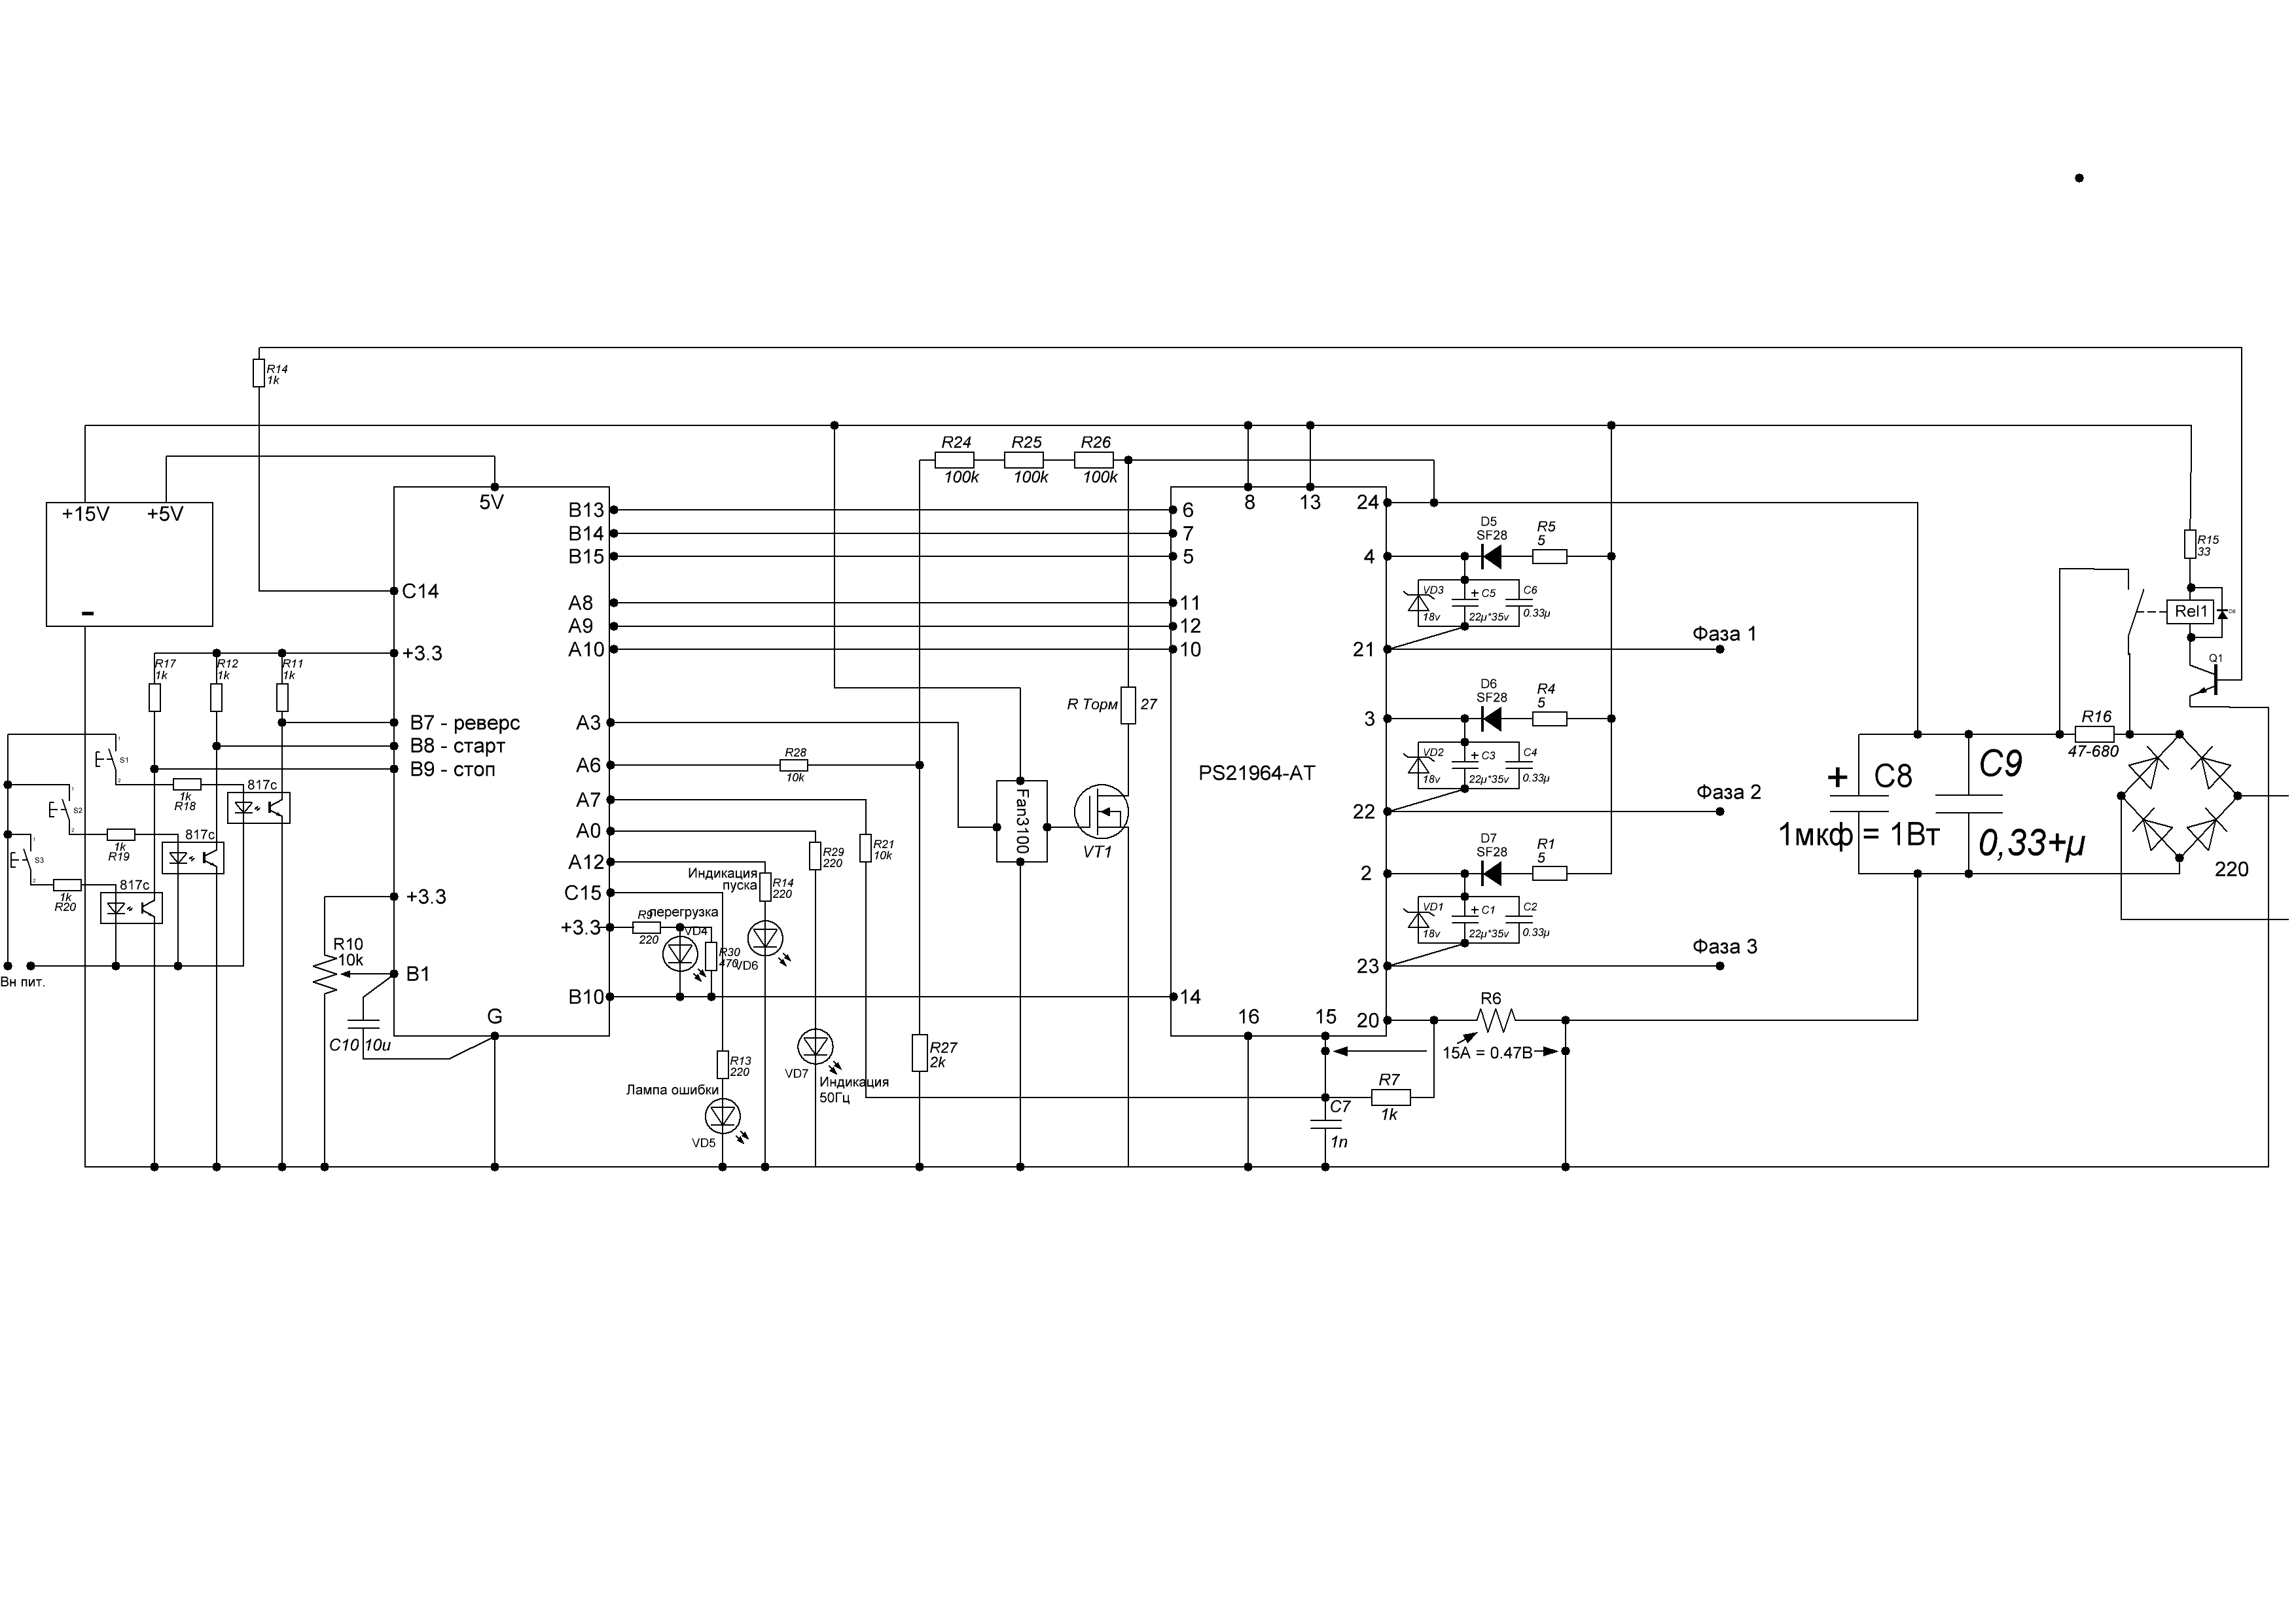 R14
1k
R24
R25
R26
100k
100k
100k
+15V
+5V
-
5V
8
13
24
B13
6
B14
7
B15
5
4
D5
SF28
R5
5
R15
33
C14
A8
11
A9
12
A10
10
VD3
18v
+ C5
22µ*35v
C6
0.33µ
21
Фаза 1
Rel1
D8
Q1
+3.3
R17
1k
R12
1k
R11
1k
R Торм
27
3
D6
SF28
R4
5
B7 - реверс
B8 - старт
B9 - стоп
A3
A6
R28
10k
PS21964-AT
VD2
18v
+ C3
22µ*35v
C4
0.33µ
22
Фаза 2
R16
47-680
1
S1
2
1k
R18
817c
1
S2
2
1k
R19
817c
1
S3
2
1k
R20
817c
A7
A0
A12
C15
+3.3
B10
R29
220
R21
10k
Fan3100
VT1
+ C8
1мкф = 1Вт
C9
0,33+µ
220
2
D7
SF28
R1
5
Индикация
пуска
R14
220
R9
220
перегрузка
VD4
R30
470
VD6
14
VD1
18v
+ C1
22µ*35v
C2
0.33µ
23
Фаза 3
+3.3
R10
10k
B1
Вн пит.
C10 10u
G
16
15
20
R6
15A = 0.47В
R27
2k
R13
220
Лампа ошибки
VD5
VD7
Индикация
50Гц
R7
1k
C7
1n